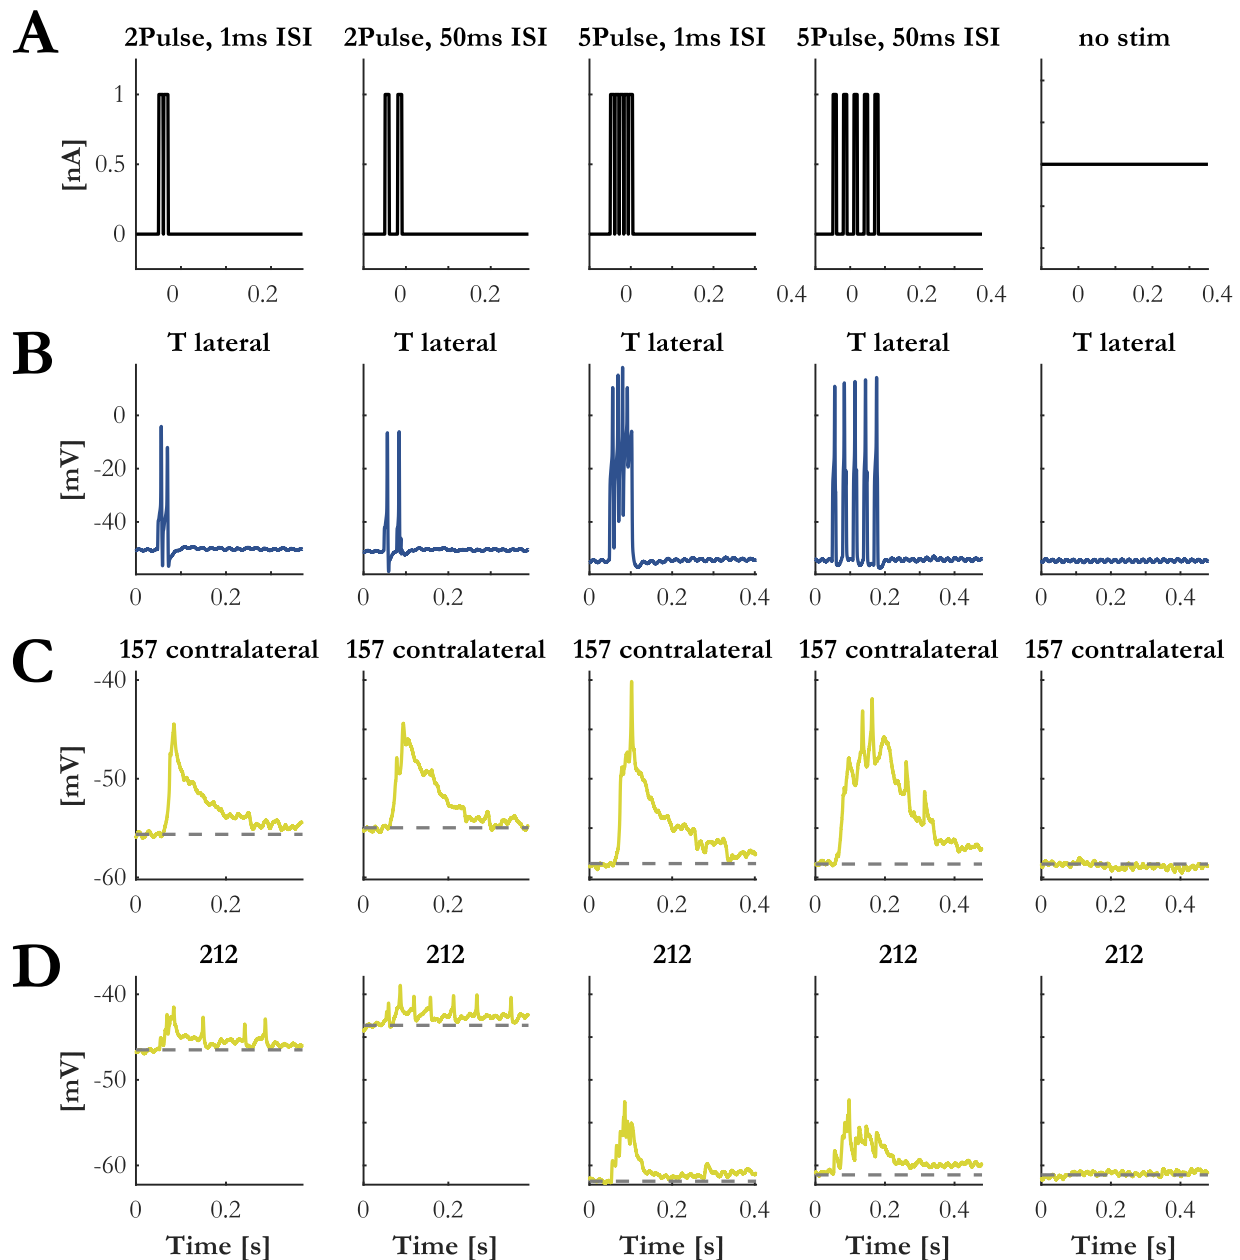 A
2Pulse, 1ms ISI 2Pulse, 50ms ISI 5Pulse, 1ms ISI 5Pulse, 50ms ISI no stim
1
0.5
0
[nA]
0 0.2 0 0.2 0 0.2 0.4 0 0.2 0.4 0 0.2 0.4
B
T lateral T lateral T lateral T lateral T lateral
0
-20
-40
[mV]
0 0.2 0 0.2 0 0.2 0.4 0 0.2 0.4 0 0.2 0.4
C
157 contralateral 157 contralateral 157 contralateral 157 contralateral 157 contralateral
-40
-50
-60
[mV]
0 0.2 0 0.2 0 0.2 0.4 0 0.2 0.4 0 0.2 0.4
D
212 212 212 212 212
-40
-50
-60
[mV]
0 0.2 0 0.2 0 0.2 0.4 0 0.2 0.4 0 0.2 0.4
Time [s] Time [s] Time [s] Time [s] Time [s]